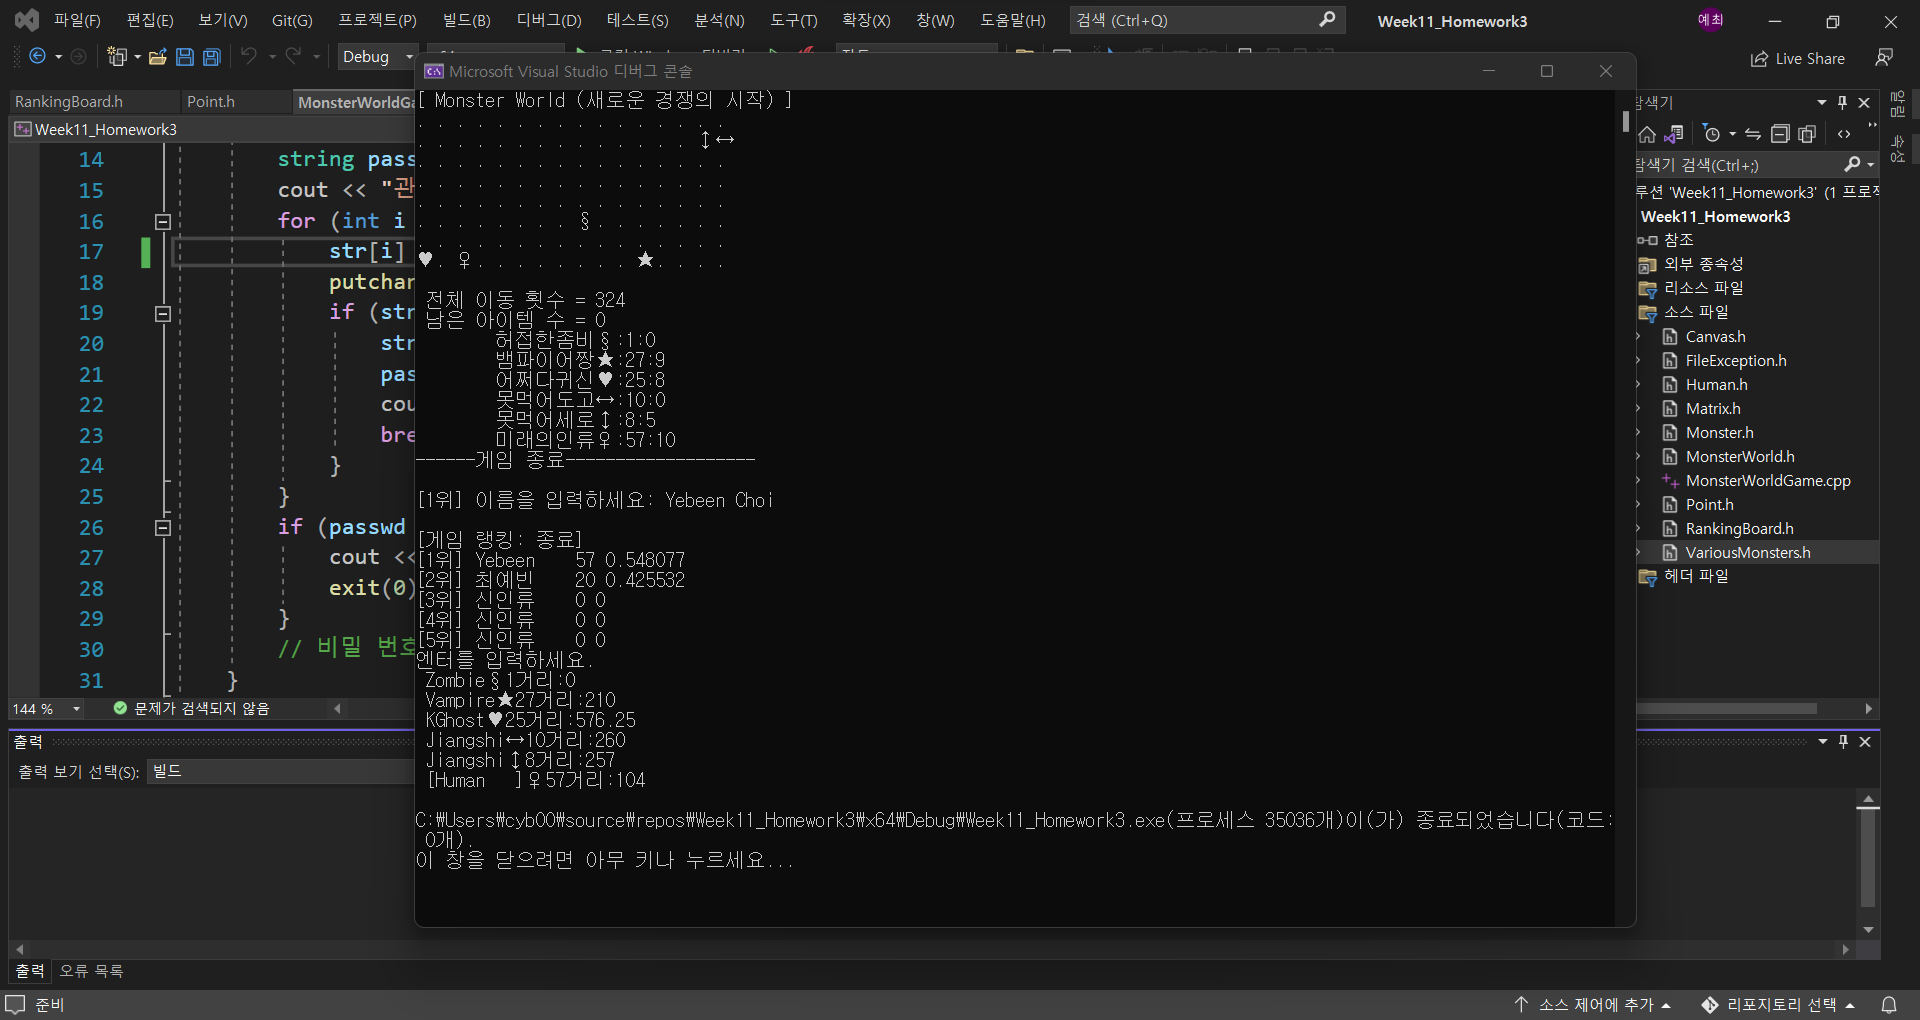 파일(F) 편집(E) 보기(V) Git(G) 프로젝트(P) 빌드(B) 디버그(D) 테스트(S) 분석(N) 도구(T) 확장(X) 창(W) 도움말(H) 검색 (Ctrl+Q) Week11_Homework3 예최
Debug Live Share
Microsoft Visual Studio 디버그 콘솔
RankingBoard.h Point.h MonsterWorldGa
Week11_Homework3
14 string pass
15 cout << "관
16 for (int i
17 str[i]
18 putchar
19 if (str
20 str
21 pas
22 cou
23 bre
24 }
25 }
26 if (passwd
27 cout <<
28 exit(0)
29 }
30 // 비밀 번호
31 }
144 % 문제가 검색되지 않음
출력
출력 보기 선택(S): 빌드
출력 오류 목록
준비
[ Monster World (새로운 경쟁의 시작) ]
. . . . . . . . . . . . . . . .
. . . . . . . . . . . . . . ↕↔
. . . . . . . . . . . . . . . .
. . . . . . . . . . . . . . . .
. . . . . . . . . . . . . . . .
. . . . . . . . §. . . . . . .
. . . . . . . . . . . . . . . .
♥. ♀. . . . . . . . ★. . . .
전체 이동 횟수 = 324
남은 아이템 수 = 0
허접한좀비§:1:0
뱀파이어짱★:27:9
어쩌다귀신♥:25:8
못먹어도고↔:10:0
못먹어세로↕:8:5
미래의인류♀:57:10
------게임 종료-------------------
[1위] 이름을 입력하세요: Yebeen Choi
[게임 랭킹: 종료]
[1위] Yebeen 57 0.548077
[2위] 최예빈 20 0.425532
[3위] 신인류 0 0
[4위] 신인류 0 0
[5위] 신인류 0 0
엔터를 입력하세요.
Zombie§1거리:0
Vampire★27거리:210
KGhost♥25거리:576.25
Jiangshi↔10거리:260
Jiangshi↕8거리:257
[Human ]♀57거리:104
C:₩Users₩cyb00₩source₩repos₩Week11_Homework3₩x64₩Debug₩Week11_Homework3.exe(프로세스 35036개)이(가) 종료되었습니다(코드:
0개).
이 창을 닫으려면 아무 키나 누르세요...
탐색기
탐색기 검색(Ctrl+;)
루션 'Week11_Homework3' (1 프로젝
Week11_Homework3
참조
외부 종속성
리소스 파일
소스 파일
Canvas.h
FileException.h
Human.h
Matrix.h
Monster.h
MonsterWorld.h
MonsterWorldGame.cpp
Point.h
RankingBoard.h
VariousMonsters.h
헤더 파일
알림
속성
소스 제어에 추가 리포지토리 선택